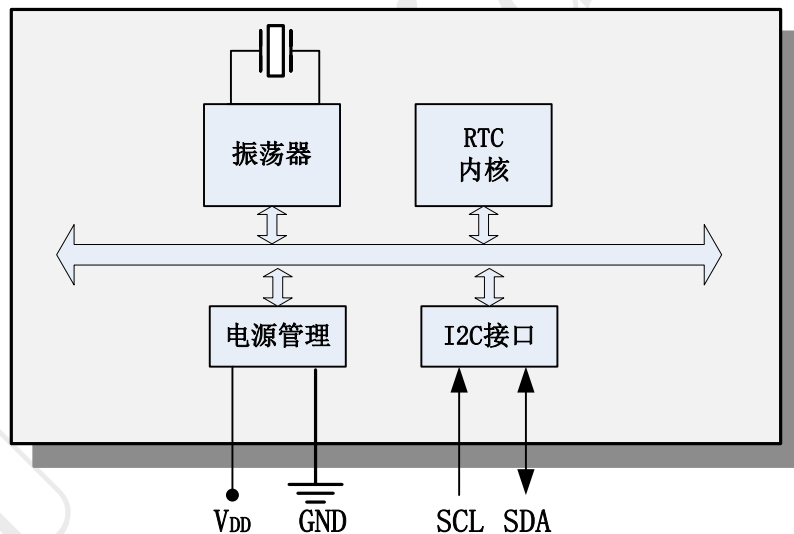 振荡器
RTC
内核
电源管理
I2C接口
VDD
GND
SCL
SDA